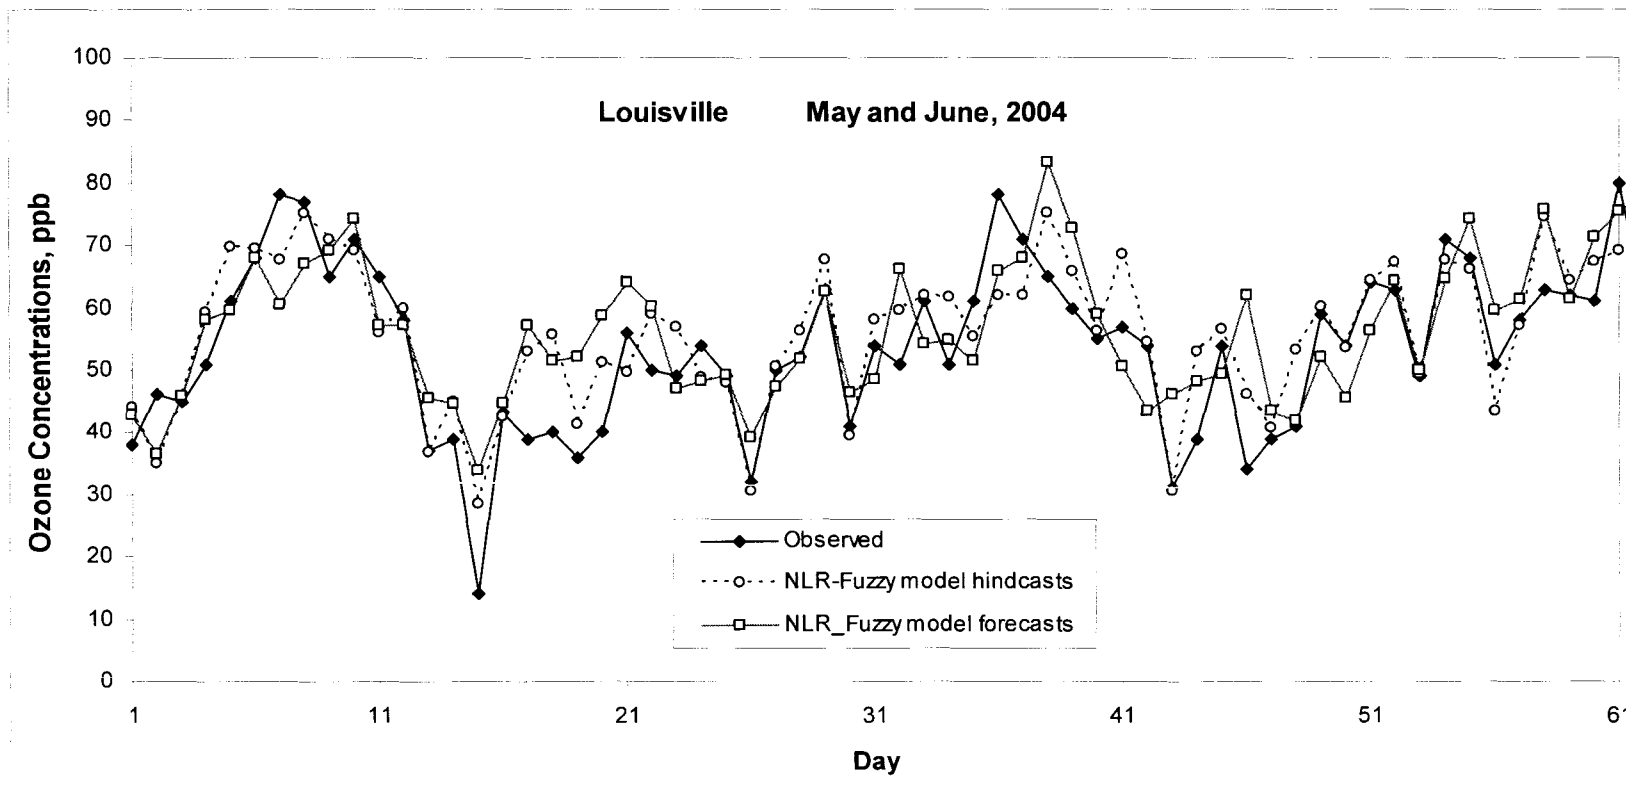 100
90
80
70
60
50
40
30
20
10
0
Ozone Concentrations, ppb
Louisville May and June, 2004
Observed
NLR-Fuzzy model hindcasts
NLR_Fuzzy model forecasts
1 11 21 31 41 51 61
Day